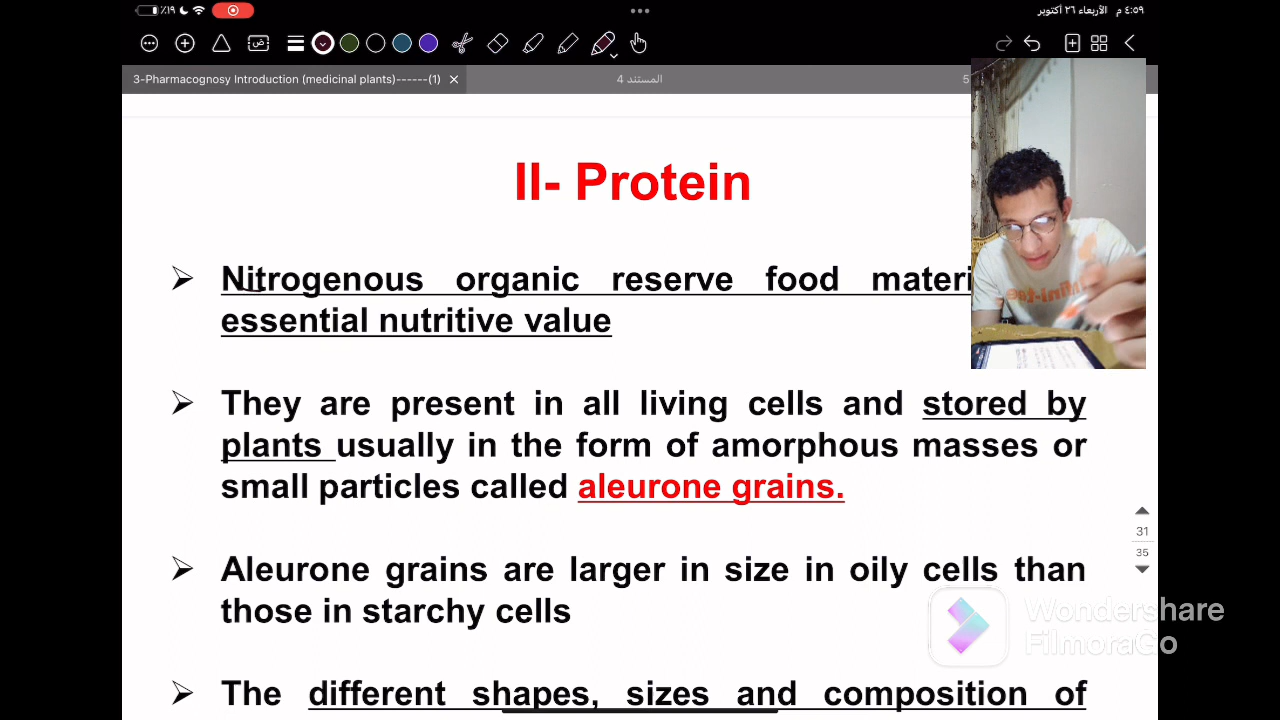 ٪١٩
٤:٥٩ م الأربعاء ٢٦ أكتوبر
ض
3-Pharmacognosy Introduction (medicinal plants)------(1)
المستند 4
5
II- Protein
➢ Nitrogenous organic reserve food
essential nutritive value
➢ They are present in all living cells and stored by
plants usually in the form of amorphous masses or
small particles called aleurone grains.
➢ Aleurone grains are larger in size in oily cells than
those in starchy cells
➢ The different shapes, sizes and composition of
31
35
Wondershare
FilmoraGo